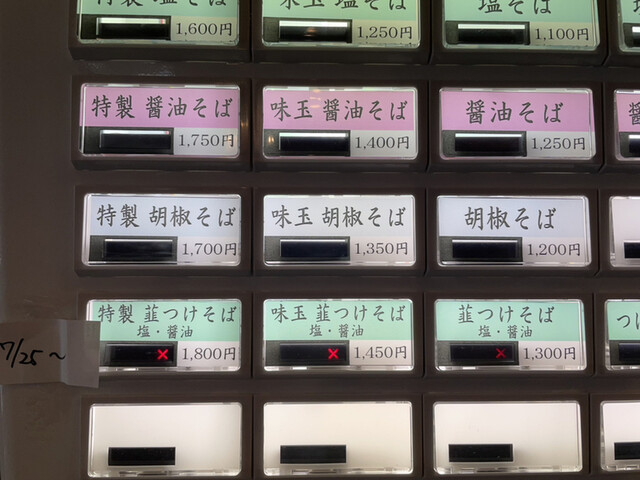 特製 塩そば
1,600円
味玉 塩そば
1,250円
塩そば
1,100円
特製 醤油そば
1,750円
味玉 醤油そば
1,400円
醤油そば
1,250円
特製 胡椒そば
1,700円
味玉 胡椒そば
1,350円
胡椒そば
1,200円
特製 韮つけそば
塩・醤油
× 1,800円
味玉 韮つけそば
塩・醤油
× 1,450円
韮つけそば
塩・醤油
× 1,300円
つけ
7/25~